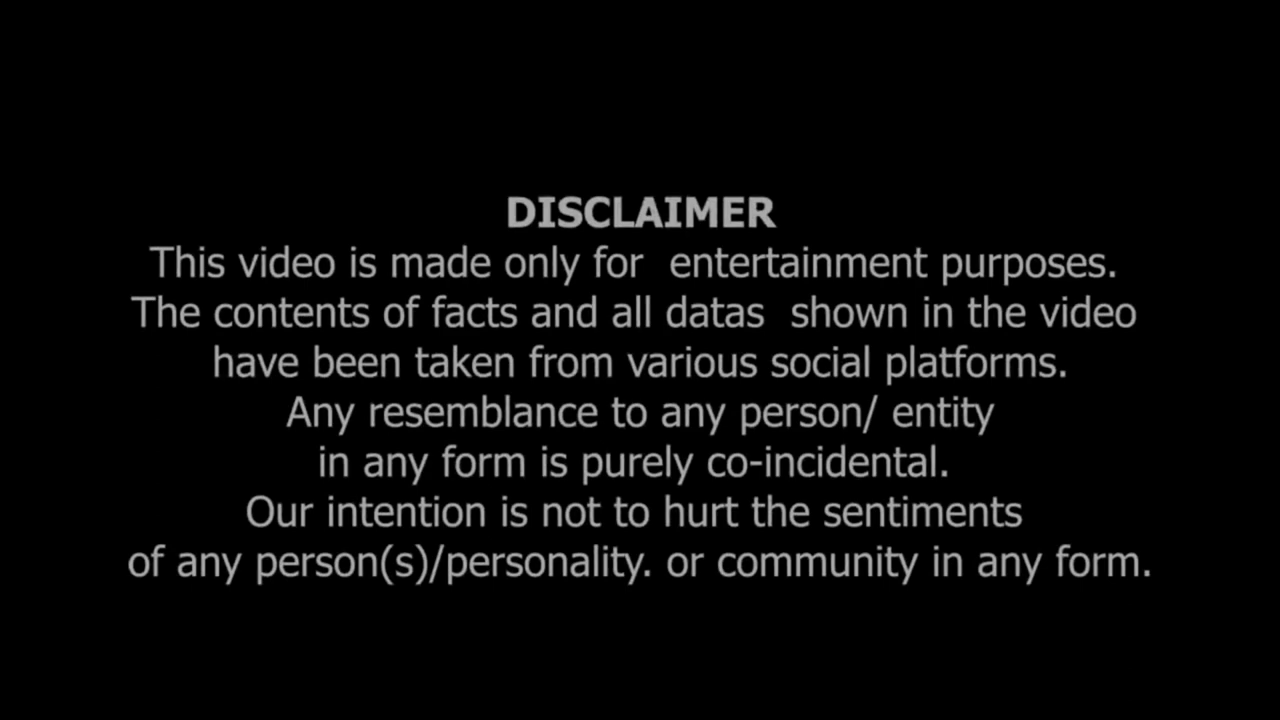 DISCLAIMER
This video is made only for  entertainment purposes.
The contents of facts and all datas  shown in the video
have been taken from various social platforms.
Any resemblance to any person/ entity
in any form is purely co-incidental.
Our intention is not to hurt the sentiments
of any person(s)/personality. or community in any form.